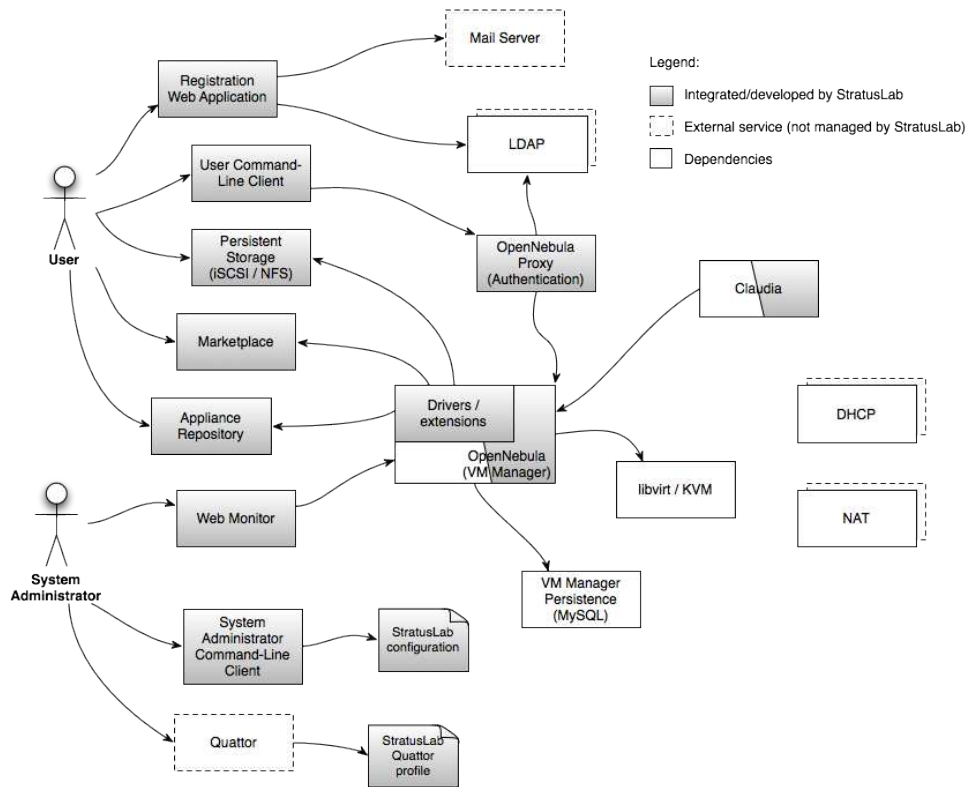 Mail Server
Legend:
Registration
Web Application
Integrated/developed by StratusLab
External service (not managed by StratusLab)
LDAP
Dependencies
User Command-
Line Client
Persistent
Storage
(iSCSI / NFS)
OpenNebula
Proxy
(Authentication)
User
Claudia
Marketplace
Drivers /
extensions
Appliance
Repository
DHCP
OpenNebula
(VM Manager)
libvirt / KVM
Web Monitor
NAT
System
Administrator
VM Manager
Persistence
(MySQL)
System
Administrator
Command-Line
Client
StratusLab
configuration
Quattor
StratusLab
Quattor
profile